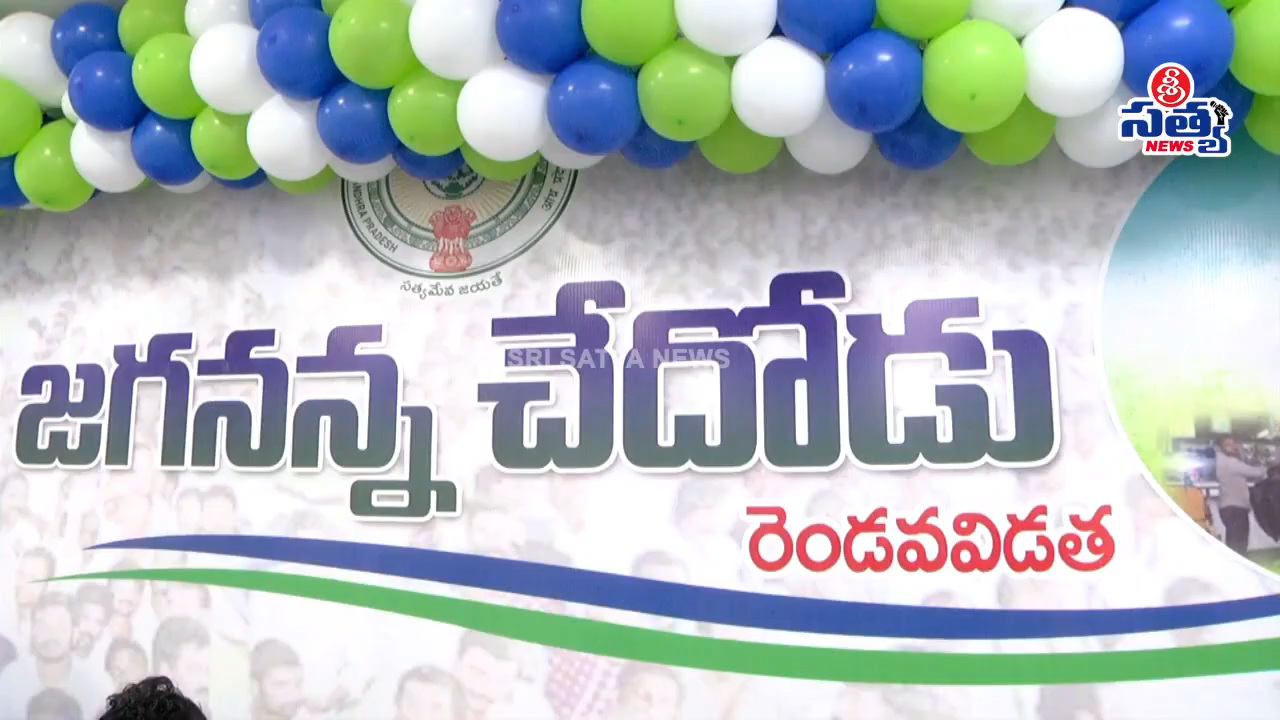 శ్రీ
సత్య
NEWS
ANDHRA PRADESH
సత్యమేవ జయతే
జగనన్న చేదోడు
SRI SATYA NEWS
రెండవవిడత